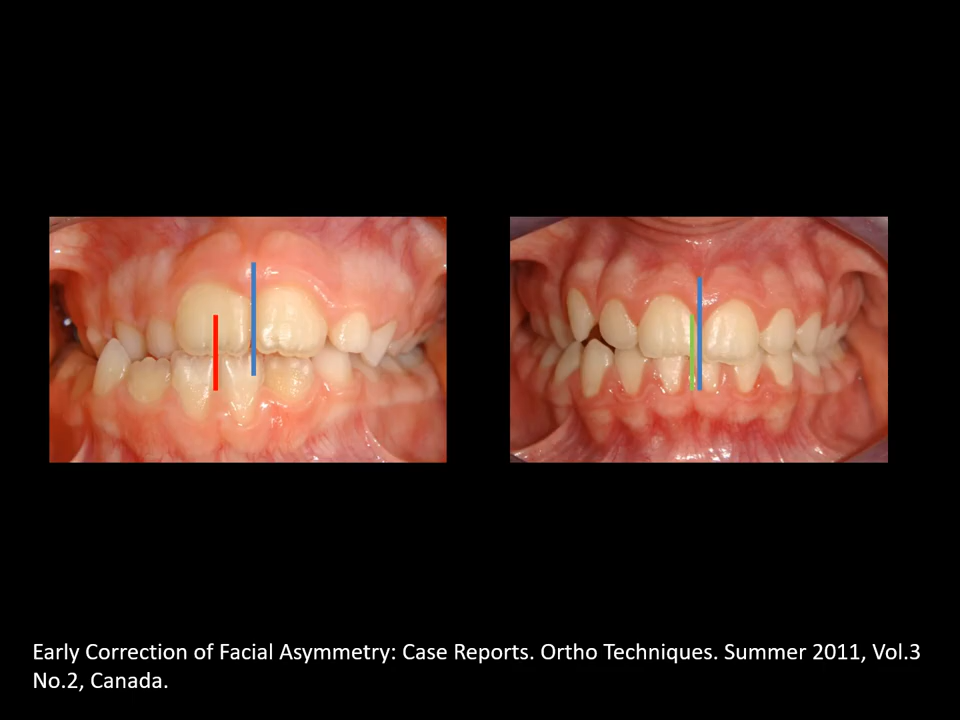 Early Correction of Facial Asymmetry: Case Reports. Ortho Techniques. Summer 2011, Vol.3
No.2, Canada.